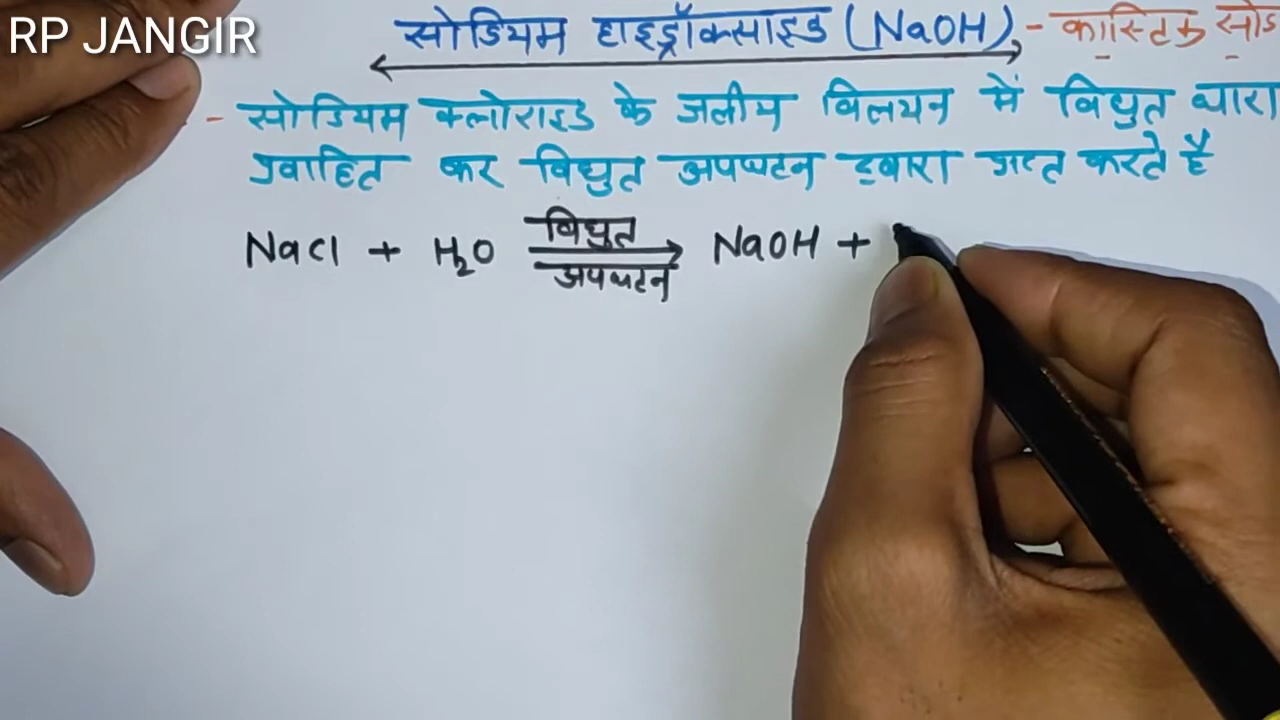 RP JANGIR
सोडियम हाइड्रॉक्साइड (NaOH) - कास्टिक सोड
- सोडियम क्लोराइड के जलीय विलयन में विद्युत धारा
प्रवाहित कर विद्युत अपघटन द्वारा प्राप्त करते है
NaCl + H₂O विद्युत अपघटन → NaOH +